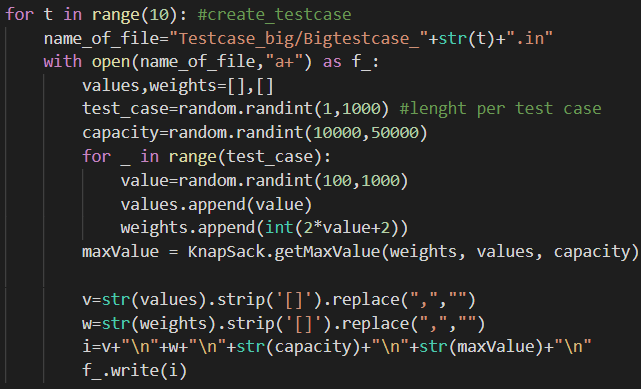 for t in range(10): #create_testcase
    name_of_file="Testcase_big/Bigtestcase_"+str(t)+".in"
    with open(name_of_file,"a+") as f_:
        values,weights=[],[]
        test_case=random.randint(1,1000) #lenght per test case
        capacity=random.randint(10000,50000)
        for _ in range(test_case):
            value=random.randint(100,1000)
            values.append(value)
            weights.append(int(2*value+2))
        maxValue = KnapSack.getMaxValue(weights, values, capacity)

        v=str(values).strip('[]').replace(",","")
        w=str(weights).strip('[]').replace(",","")
        i=v+"\n"+w+"\n"+str(capacity)+"\n"+str(maxValue)+"\n"
        f_.write(i)